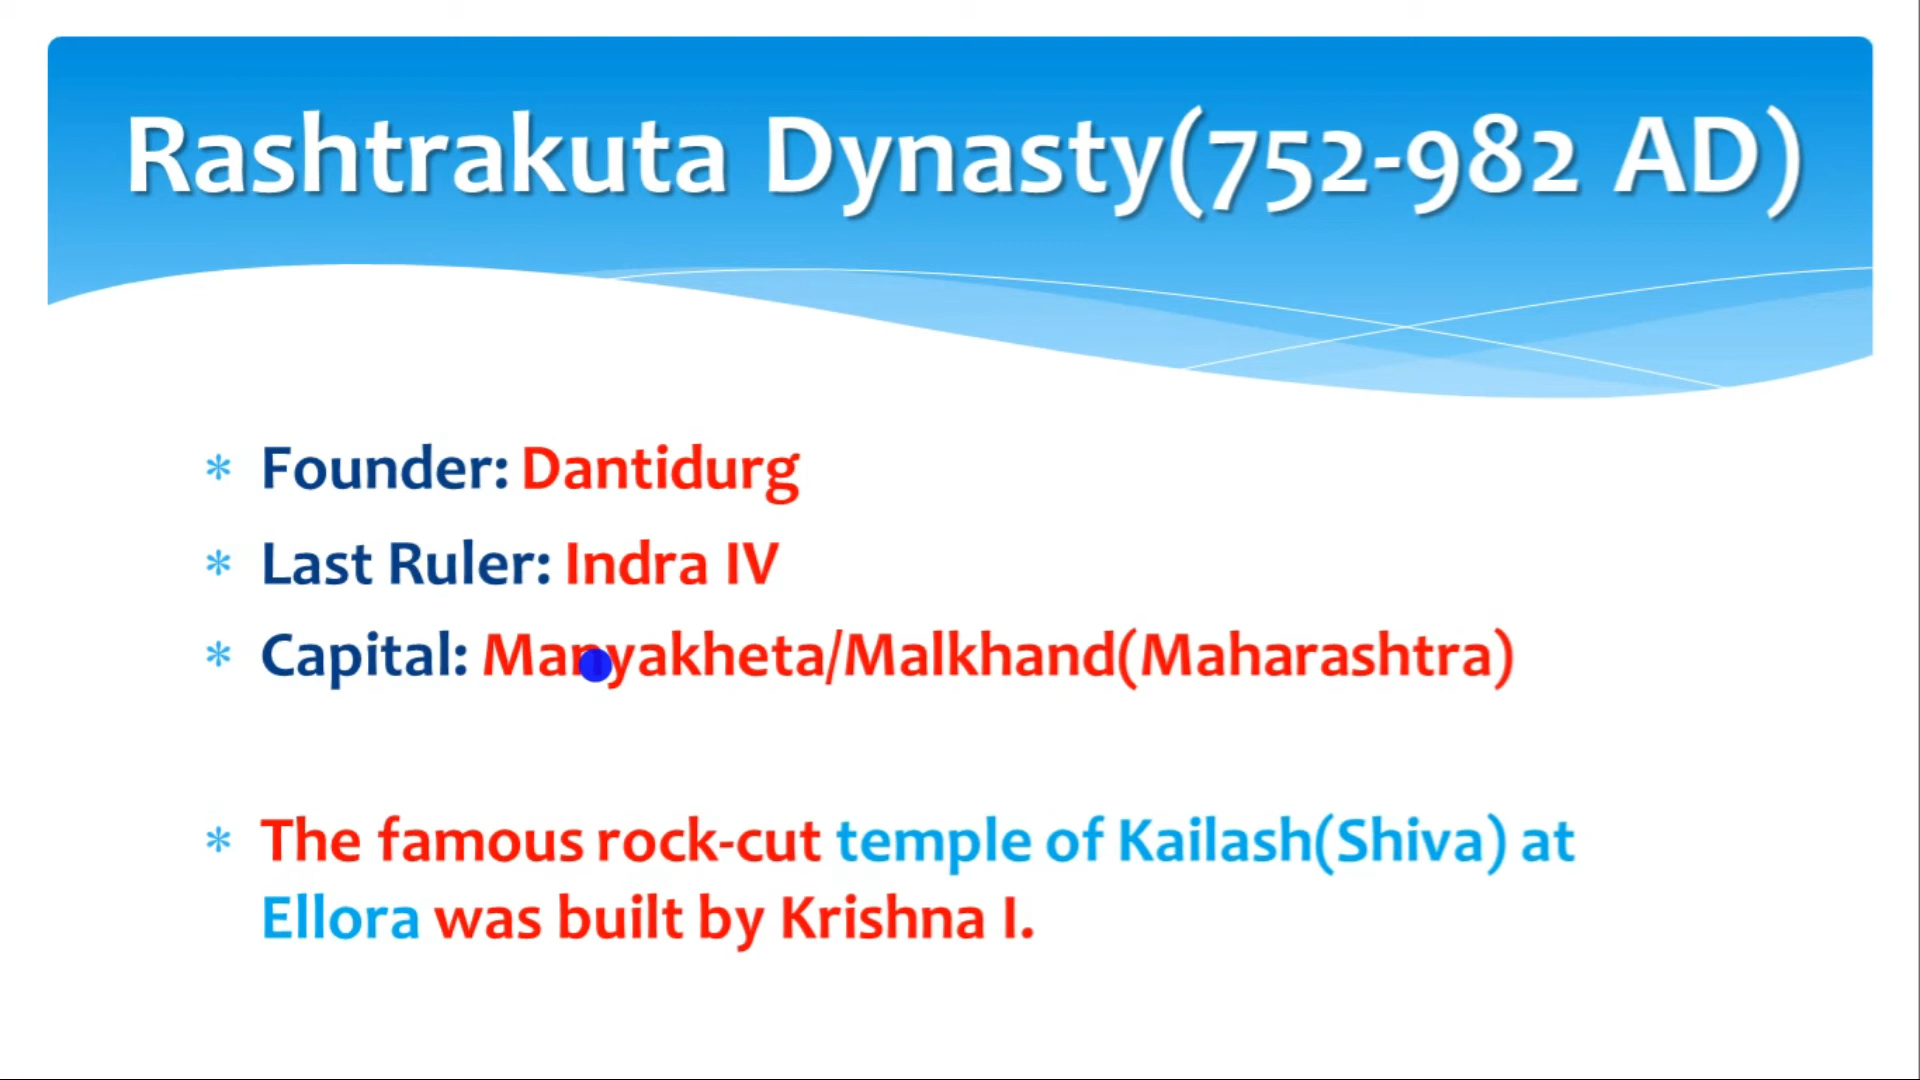 Rashtrakuta Dynasty(752-982 AD)
* Founder: Dantidurg
* Last Ruler: Indra IV
* Capital: Manyakheta/Malkhand(Maharashtra)
* The famous rock-cut temple of Kailash(Shiva) at
Ellora was built by Krishna I.